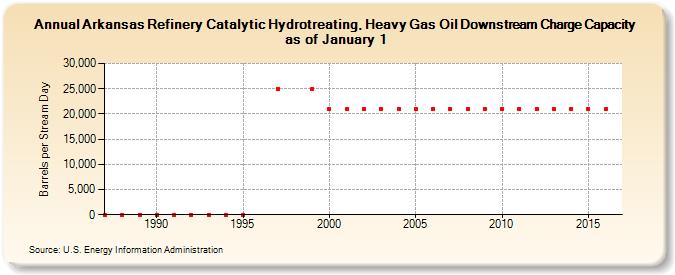 Annual Arkansas Refinery Catalytic Hydrotreating, Heavy Gas Oil Downstream Charge Capacity
as of January 1
Barrels per Stream Day
30,000
25,000
20,000
15,000
10,000
5,000
0
1990 1995 2000 2005 2010 2015
Source: U.S. Energy Information Administration